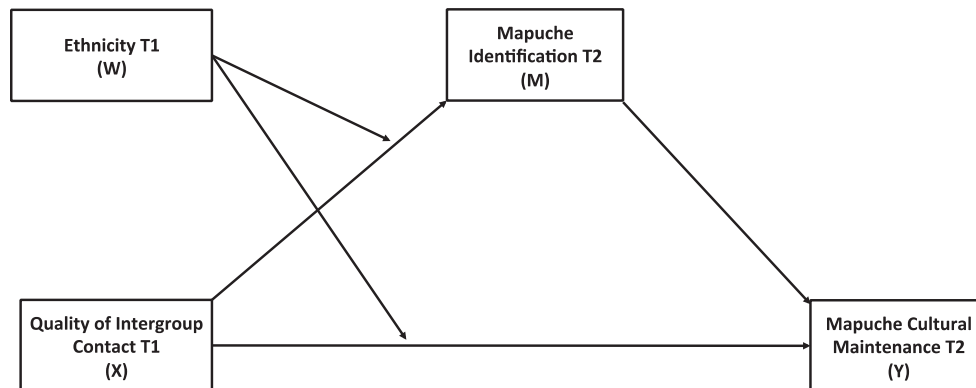 Ethnicity T1
(W)
Mapuche
Identification T2
(M)
Quality of Intergroup
Contact T1
(X)
Mapuche Cultural
Maintenance T2
(Y)